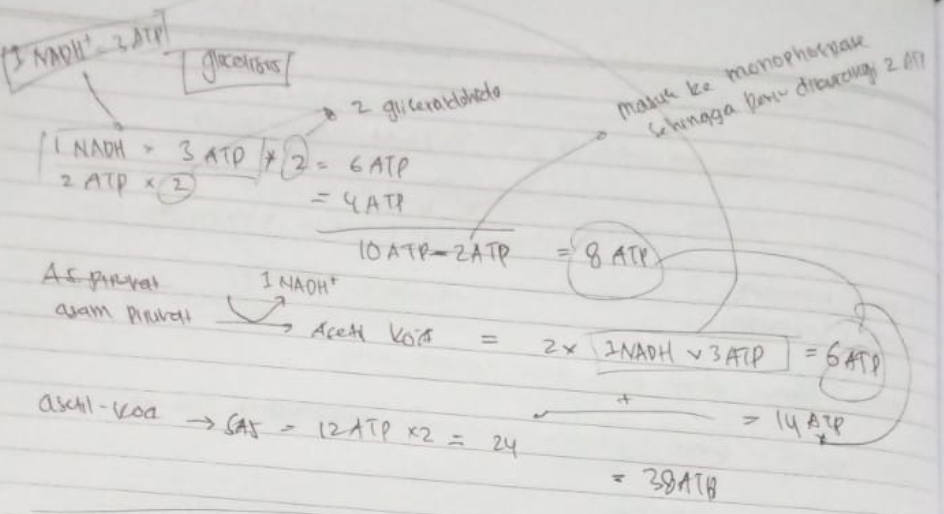 1 NADH⁺ = 3 ATP
glicolisis
2 gliceraldehida
masuk ke monophospate
sehingga perlu dikurangi 2 ATP
1 NADH = 3 ATP × 2 = 6 ATP
2 ATP × 2 = 4 ATP
10 ATP - 2 ATP = 8 ATP
As piruvat 1 NADH⁺
asam piruvat → Acetil KoA = 2× 1NADH × 3 ATP = 6 ATP
+
asetil-koa → SAS = 12 ATP ×2 = 24 = 14 ATP
= 38 ATP